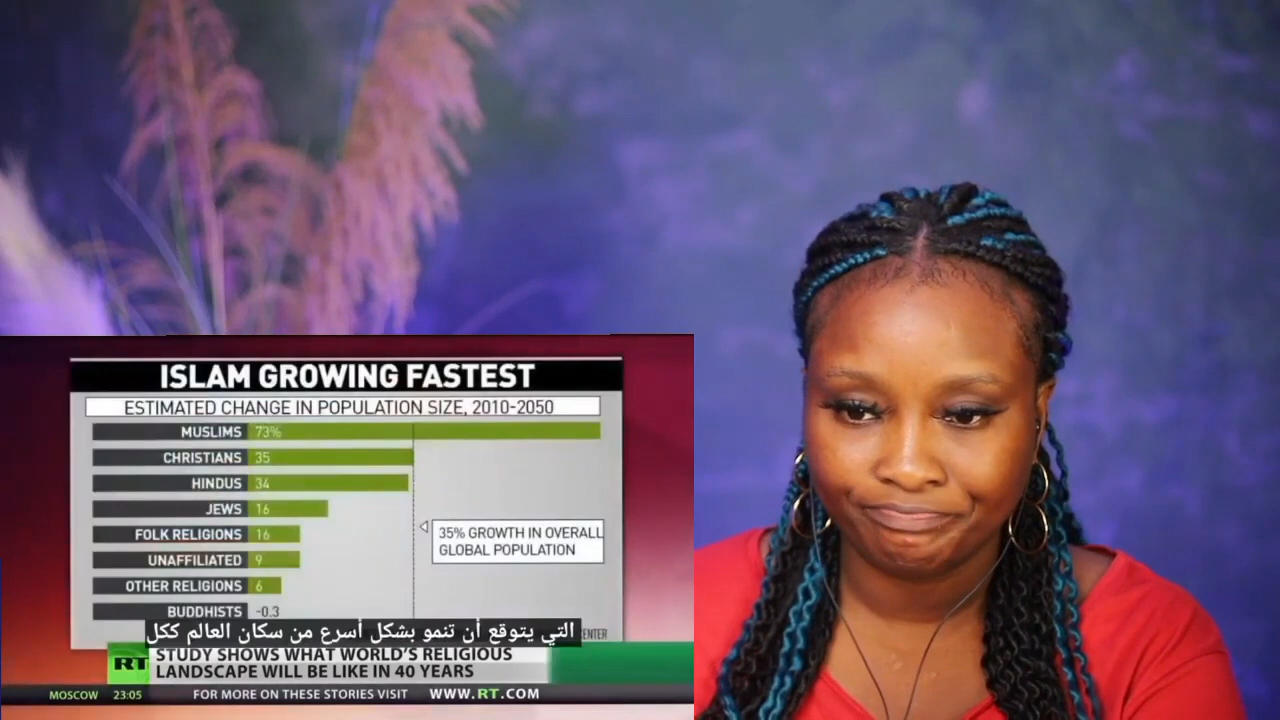 ISLAM GROWING FASTEST
ESTIMATED CHANGE IN POPULATION SIZE, 2010-2050
MUSLIMS 73%
CHRISTIANS 35
HINDUS 34
JEWS 16
FOLK RELIGIONS 16
UNAFFILIATED 9
OTHER RELIGIONS 6
BUDDHISTS -0.3
35% GROWTH IN OVERALL
GLOBAL POPULATION
التي يتوقع أن تنمو بشكل أسرع من سكان العالم ككل
CENTER
RT
STUDY SHOWS WHAT WORLD'S RELIGIOUS
LANDSCAPE WILL BE LIKE IN 40 YEARS
MOSCOW 23:05 FOR MORE ON THESE STORIES VISIT WWW.RT.COM